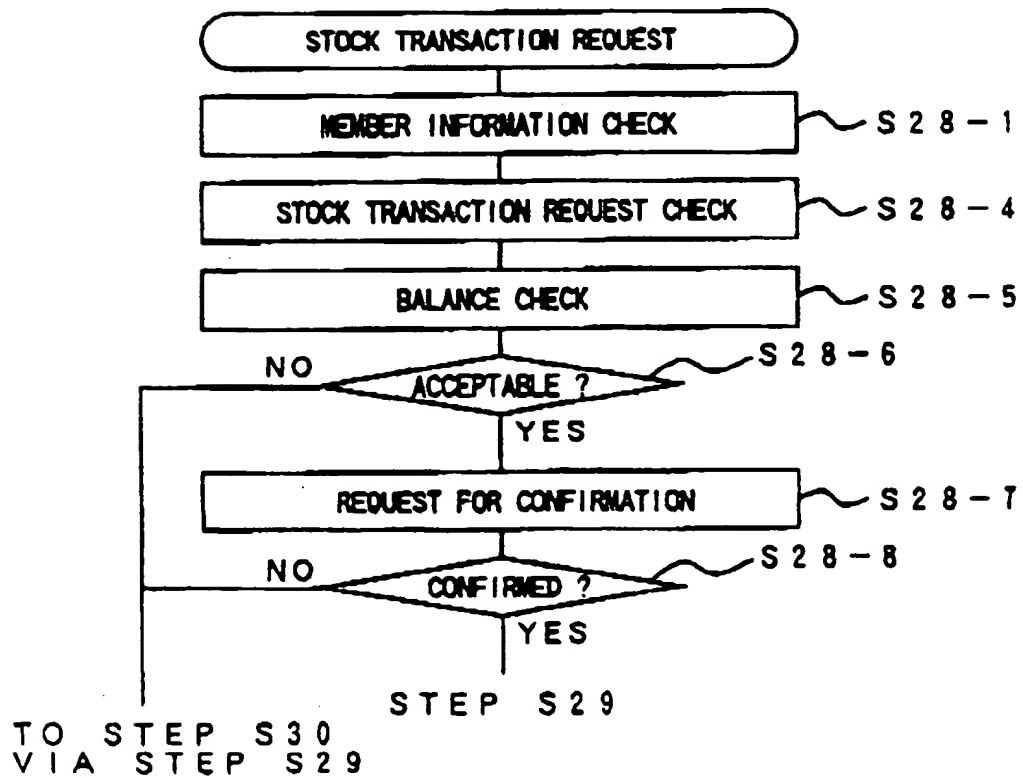 STOCK TRANSACTION REQUEST
MEMBER INFORMATION CHECK
S28-1
STOCK TRANSACTION REQUEST CHECK
S28-4
BALANCE CHECK
S28-5
S28-6
NO
ACCEPTABLE ?
YES
REQUEST FOR CONFIRMATION
S28-7
S28-8
NO
CONFIRMED ?
YES
STEP S29
TO STEP S30
VIA STEP S29